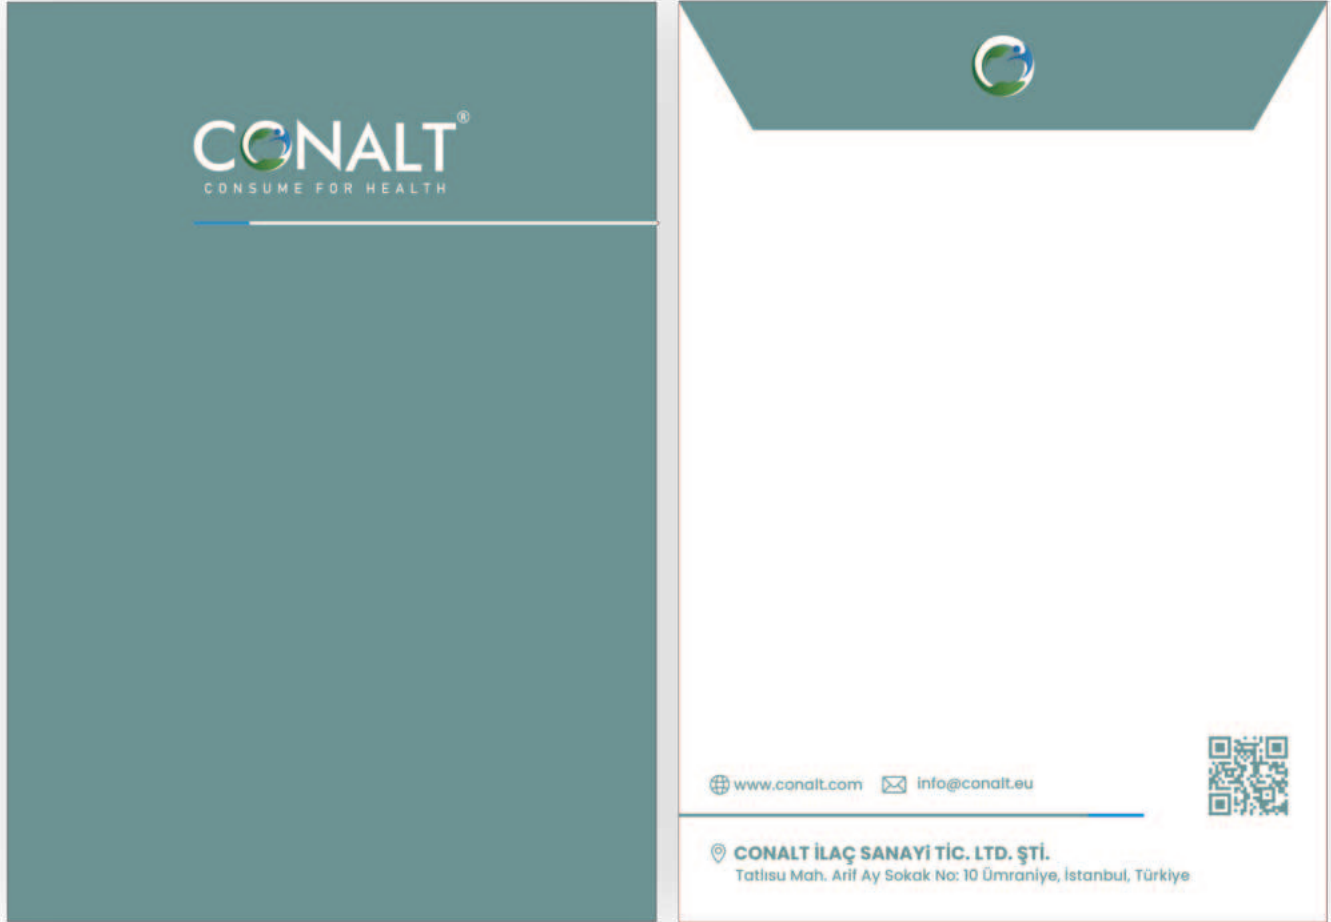 CONALT®
CONSUME FOR HEALTH
www.conalt.com info@conalt.eu
CONALT İLAÇ SANAYİ TİC. LTD. ŞTİ.
Tatlısu Mah. Arif Ay Sokak No: 10 Ümraniye, İstanbul, Türkiye